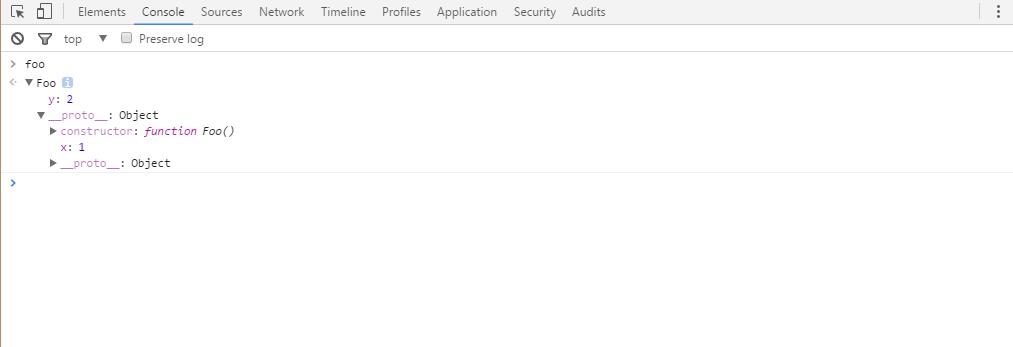 Elements Console Sources Network Timeline Profiles Application Security Audits
top Preserve log
foo
Foo i
y: 2
__proto__: Object
constructor: function Foo()
x: 1
__proto__: Object